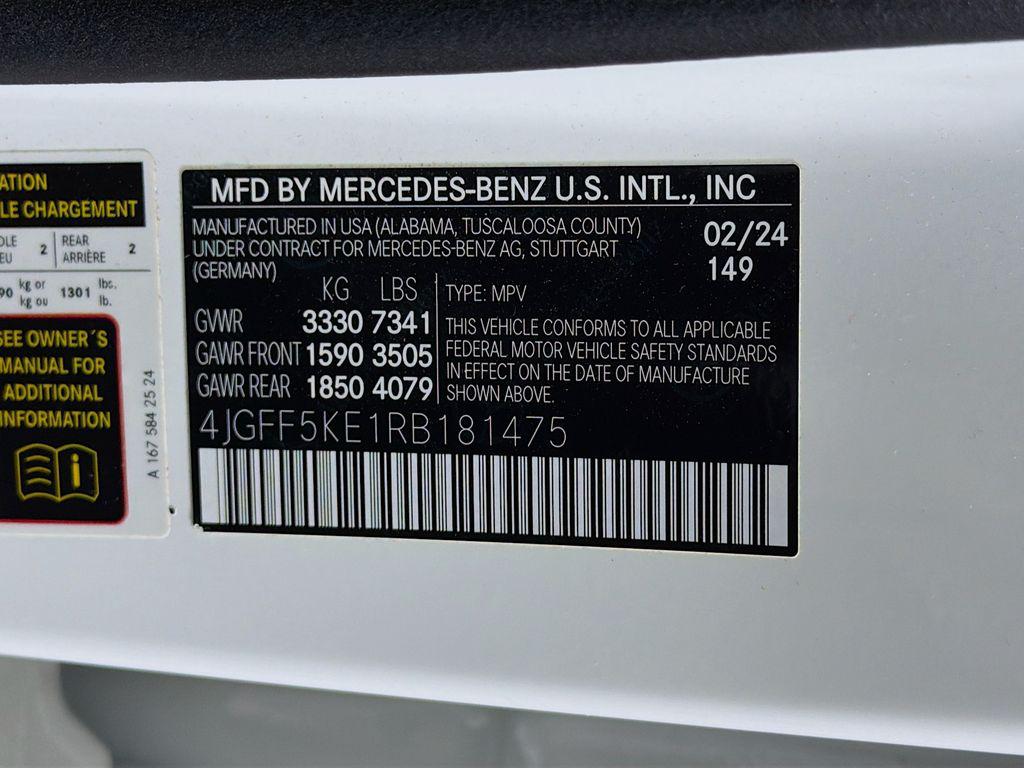 ATION
LE CHARGEMENT
2
REAR
ARRIÈRE
2
kg or
kg ou
1301
lbs.
lb.
SEE OWNER´S
MANUAL FOR
ADDITIONAL
INFORMATION
A 167 584 25 24
MFD BY MERCEDES-BENZ U.S. INTL., INC
MANUFACTURED IN USA (ALABAMA, TUSCALOOSA COUNTY)
UNDER CONTRACT FOR MERCEDES-BENZ AG, STUTTGART
(GERMANY)
02/24
149
KG LBS
GVWR 3330 7341
GAWR FRONT 1590 3505
GAWR REAR 1850 4079
TYPE: MPV
THIS VEHICLE CONFORMS TO ALL APPLICABLE
FEDERAL MOTOR VEHICLE SAFETY STANDARDS
IN EFFECT ON THE DATE OF MANUFACTURE
SHOWN ABOVE.
4JGFF5KE1RB181475